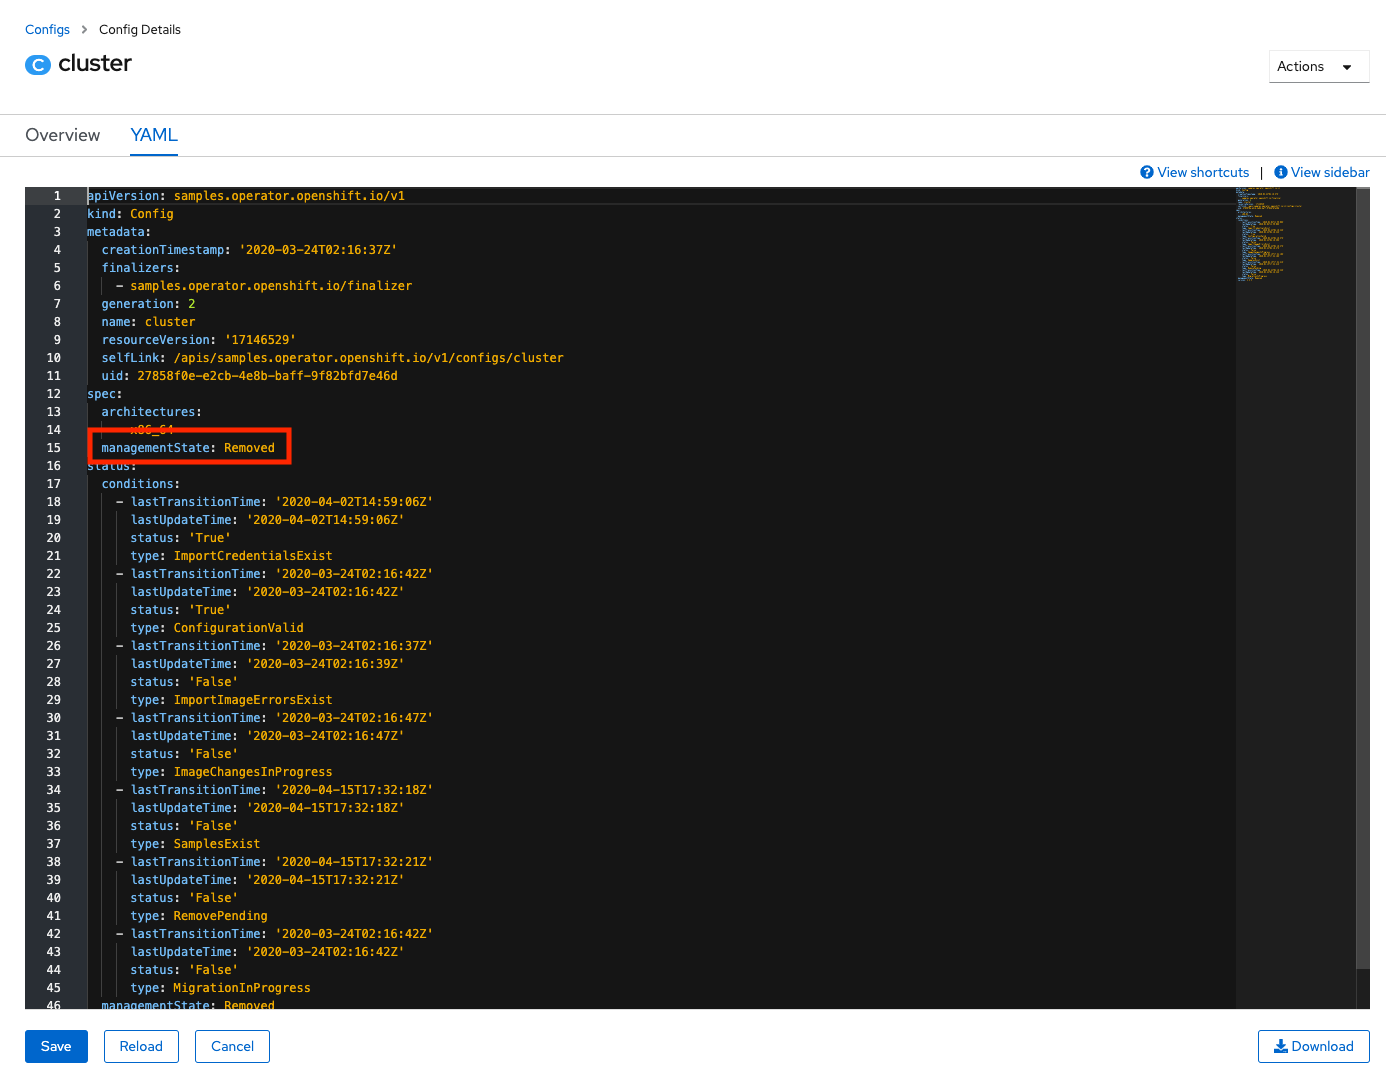 Configs > Config Details
C cluster
Actions
Overview YAML
View shortcuts | View sidebar
1 apiVersion: samples.operator.openshift.io/v1
2 kind: Config
3 metadata:
4 creationTimestamp: '2020-03-24T02:16:37Z'
5 finalizers:
6 - samples.operator.openshift.io/finalizer
7 generation: 2
8 name: cluster
9 resourceVersion: '17146529'
10 selfLink: /apis/samples.operator.openshift.io/v1/configs/cluster
11 uid: 27858f0e-e2cb-4e8b-baff-9f82bfd7e46d
12 spec:
13 architectures:
14 - x86_64
15 managementState: Removed
16 status:
17 conditions:
18 - lastTransitionTime: '2020-04-02T14:59:06Z'
19 lastUpdateTime: '2020-04-02T14:59:06Z'
20 status: 'True'
21 type: ImportCredentialsExist
22 - lastTransitionTime: '2020-03-24T02:16:42Z'
23 lastUpdateTime: '2020-03-24T02:16:42Z'
24 status: 'True'
25 type: ConfigurationValid
26 - lastTransitionTime: '2020-03-24T02:16:37Z'
27 lastUpdateTime: '2020-03-24T02:16:39Z'
28 status: 'False'
29 type: ImportImageErrorsExist
30 - lastTransitionTime: '2020-03-24T02:16:47Z'
31 lastUpdateTime: '2020-03-24T02:16:47Z'
32 status: 'False'
33 type: ImageChangesInProgress
34 - lastTransitionTime: '2020-04-15T17:32:18Z'
35 lastUpdateTime: '2020-04-15T17:32:18Z'
36 status: 'False'
37 type: SamplesExist
38 - lastTransitionTime: '2020-04-15T17:32:21Z'
39 lastUpdateTime: '2020-04-15T17:32:21Z'
40 status: 'False'
41 type: RemovePending
42 - lastTransitionTime: '2020-03-24T02:16:42Z'
43 lastUpdateTime: '2020-03-24T02:16:42Z'
44 status: 'False'
45 type: MigrationInProgress
46 managementState: Removed
Save Reload Cancel Download